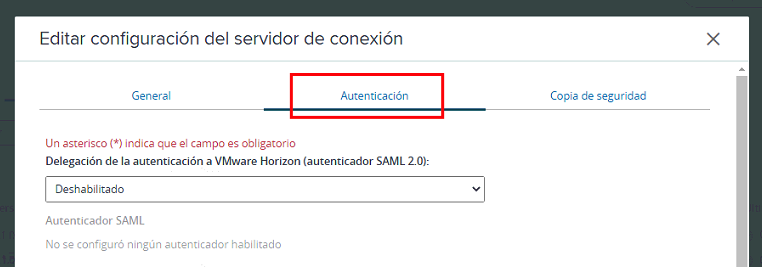 Editar configuración del servidor de conexión
General
Autenticación
Copia de seguridad
Un asterisco (*) indica que el campo es obligatorio
Delegación de la autenticación a VMware Horizon (autenticador SAML 2.0):
Deshabilitado
Autenticador SAML
No se configuró ningún autenticador habilitado